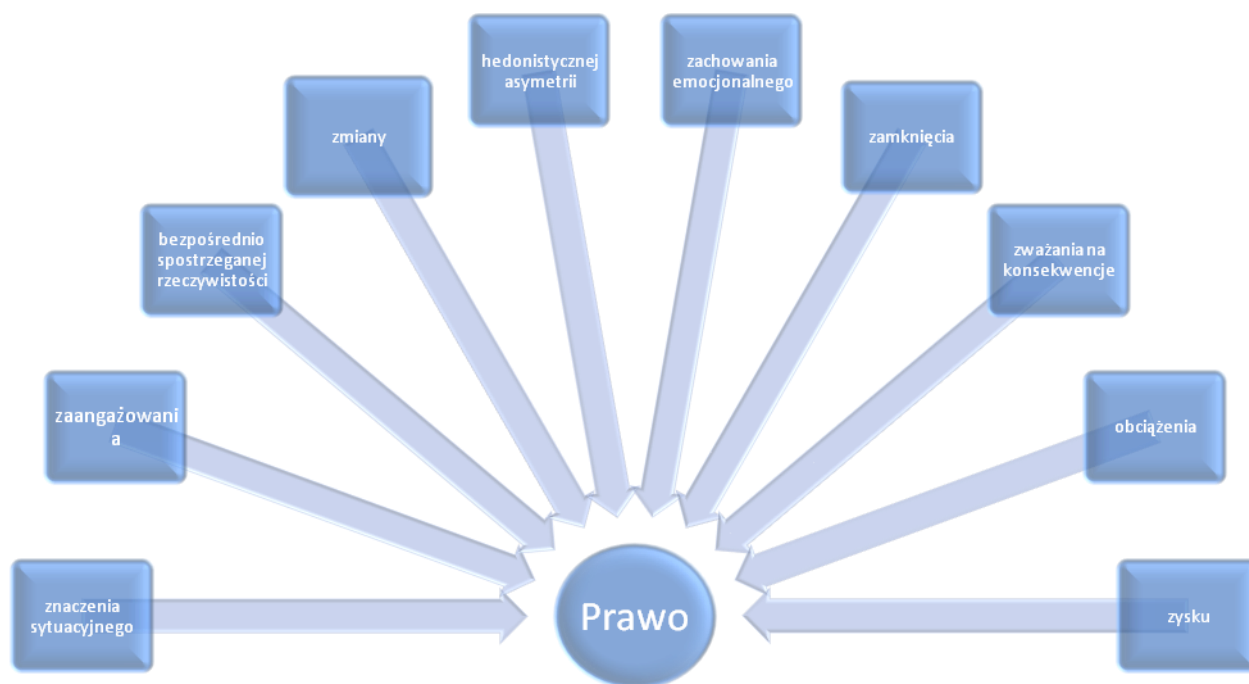 hedonistycznej
asymetrii
zachowania
emocjonalnego
zmiany
zamknięcia
bezpośrednio
spostrzeganej
rzeczywistości
zważania na
konsekwencje
zaangażowani
a
obciążenia
znaczenia
sytuacyjnego
Prawo
zysku